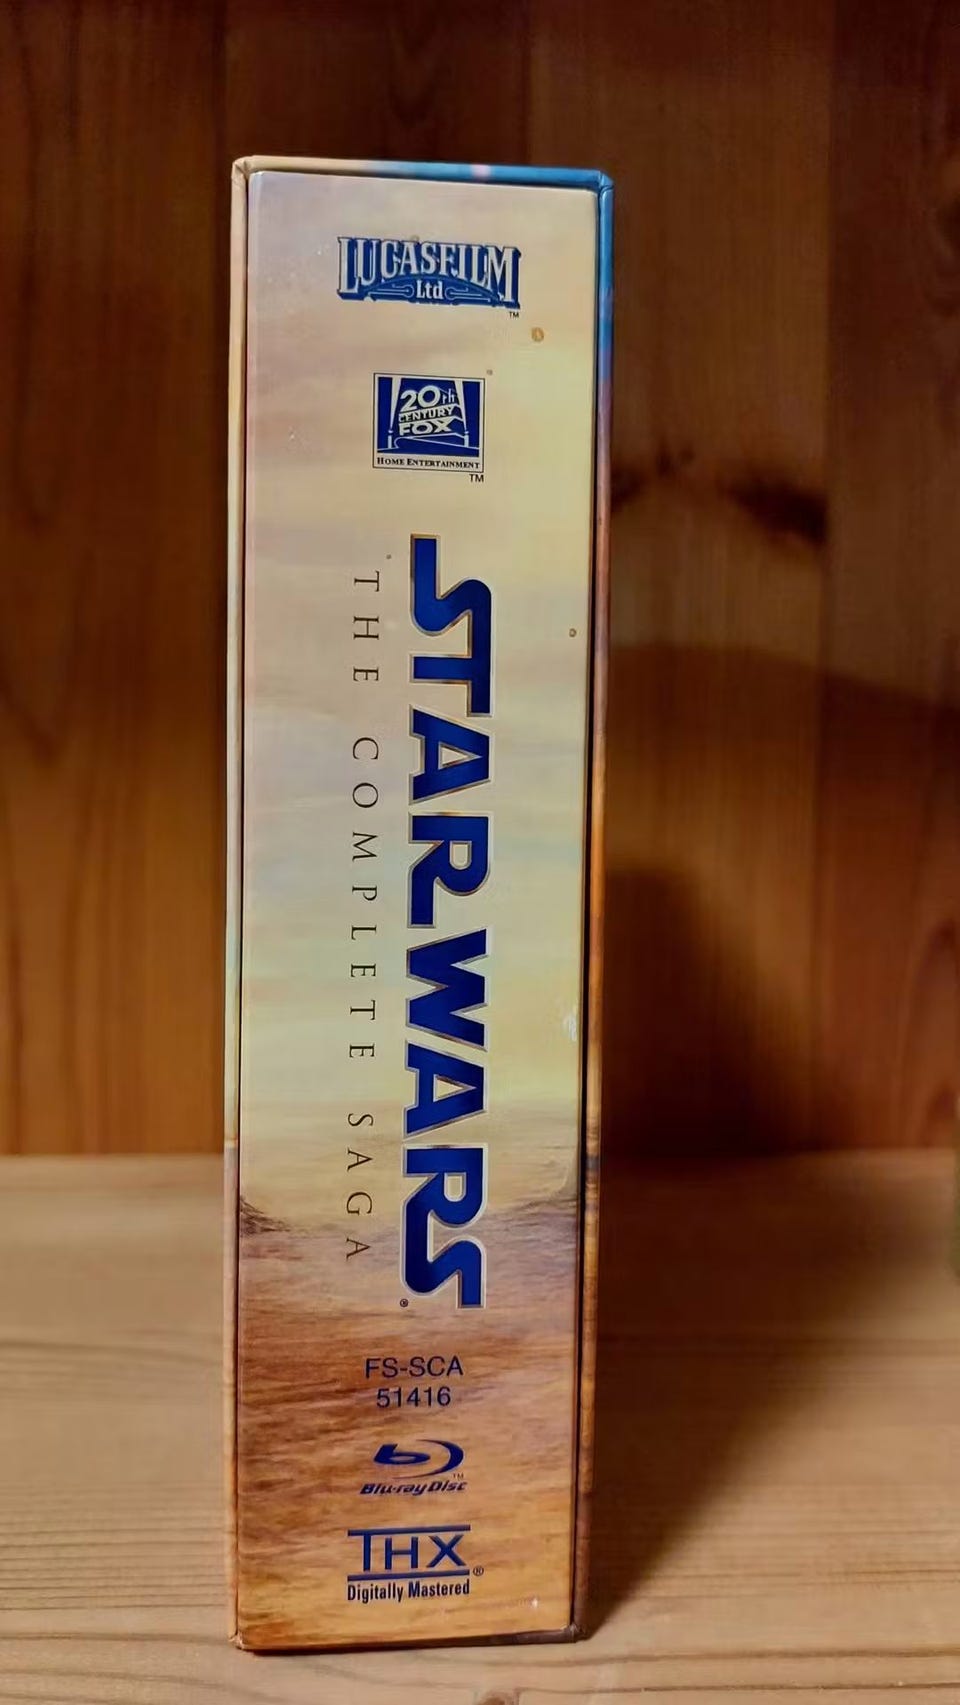 LUCASFILM
Ltd
TM
20th
CENTURY
FOX
HOME ENTERTAINMENT
TM
STAR WARS®
THE COMPLETE SAGA
FS-SCA
51416
TM
Blu-ray Disc
THX®
Digitally Mastered